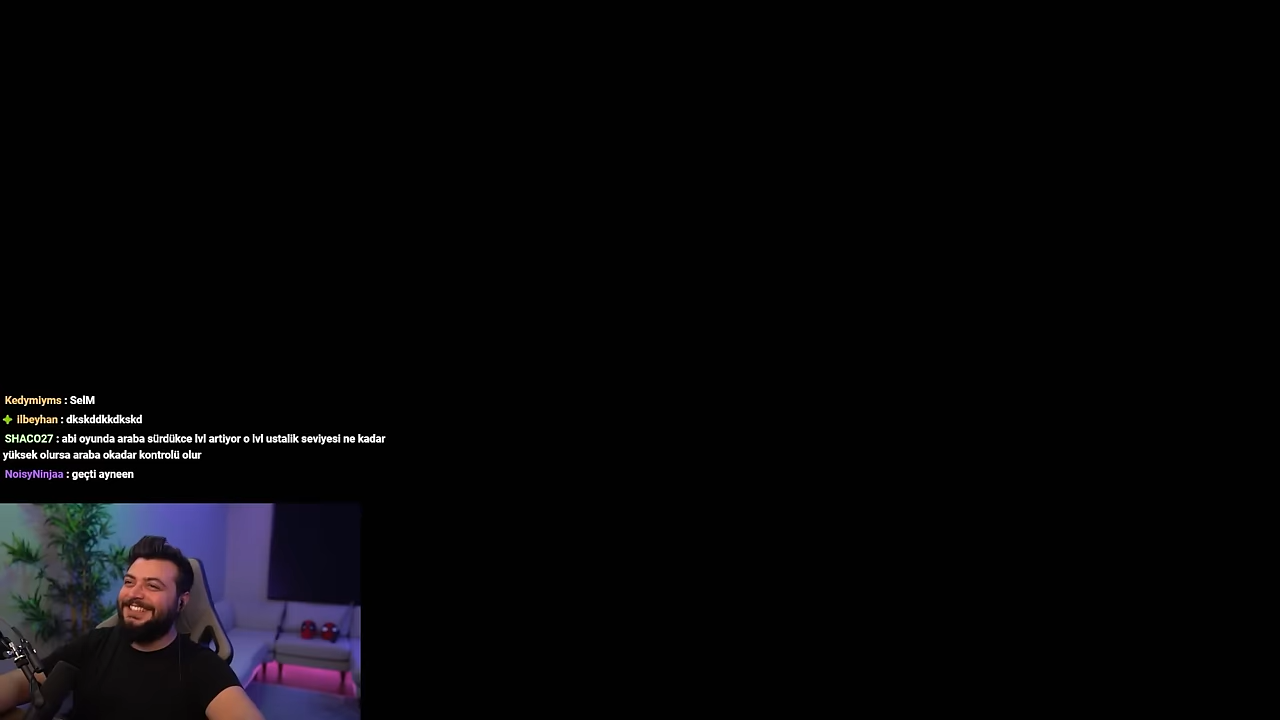 Kedymiyms : SelM
ilbeyhan : dkskddkkdkskd
SHACO27 : abi oyunda araba sürdükce lvl artiyor o lvl ustalik seviyesi ne kadar
yüksek olursa araba okadar kontrolü olur
NoisyNinjaa : geçti ayneen